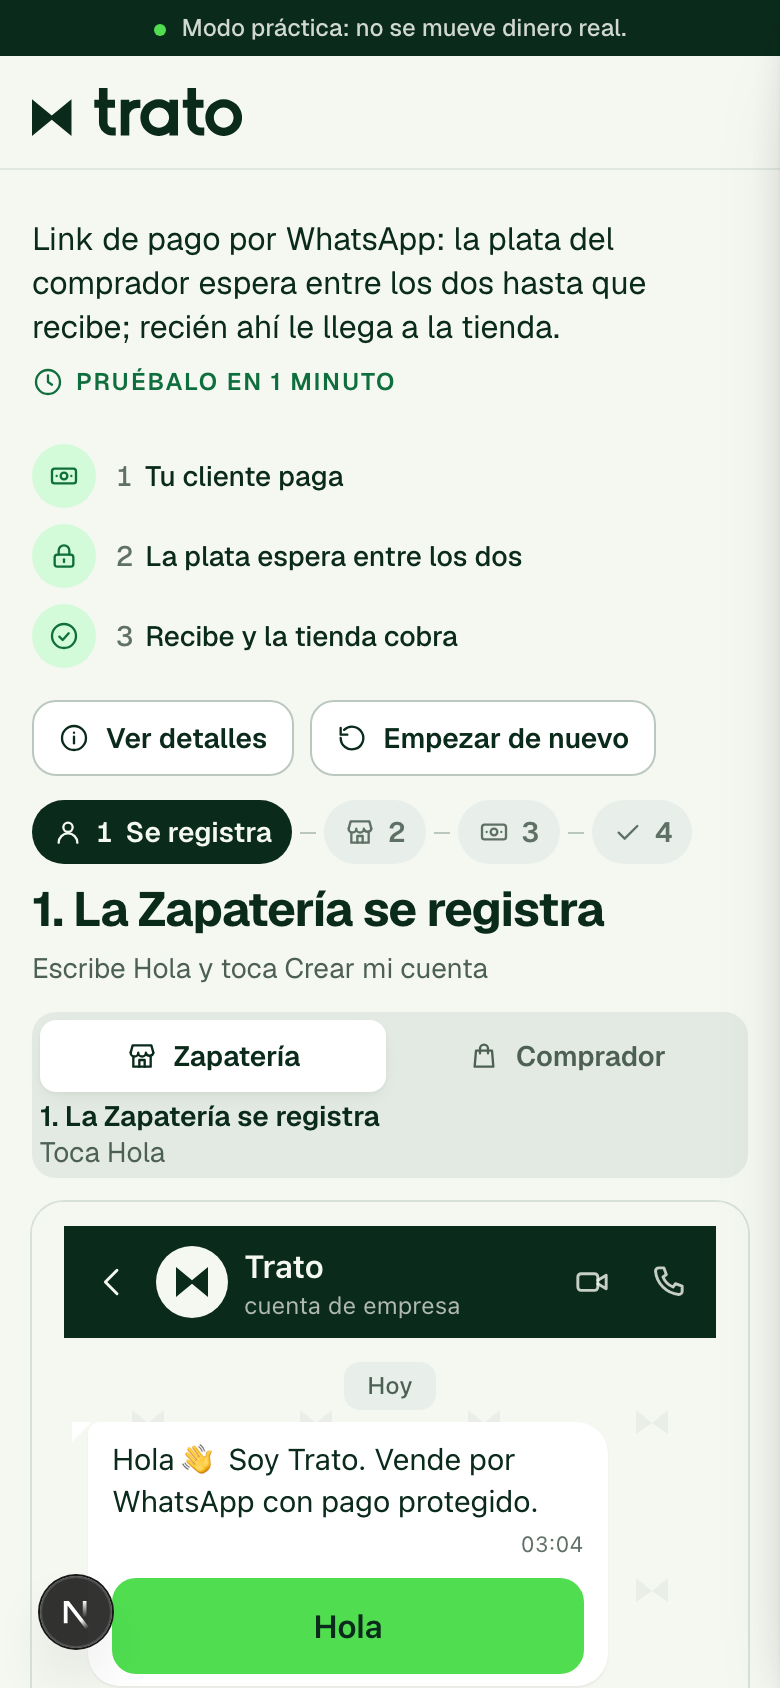 Modo práctica: no se mueve dinero real.
trato
Link de pago por WhatsApp: la plata del
comprador espera entre los dos hasta que
recibe; recién ahí le llega a la tienda.
PRUÉBALO EN 1 MINUTO
1 Tu cliente paga
2 La plata espera entre los dos
3 Recibe y la tienda cobra
Ver detalles
Empezar de nuevo
1 Se registra
2
3
4
1. La Zapatería se registra
Escribe Hola y toca Crear mi cuenta
Zapatería
Comprador
1. La Zapatería se registra
Toca Hola
Trato
cuenta de empresa
Hoy
Hola 👋 Soy Trato. Vende por
WhatsApp con pago protegido.
03:04
N
Hola